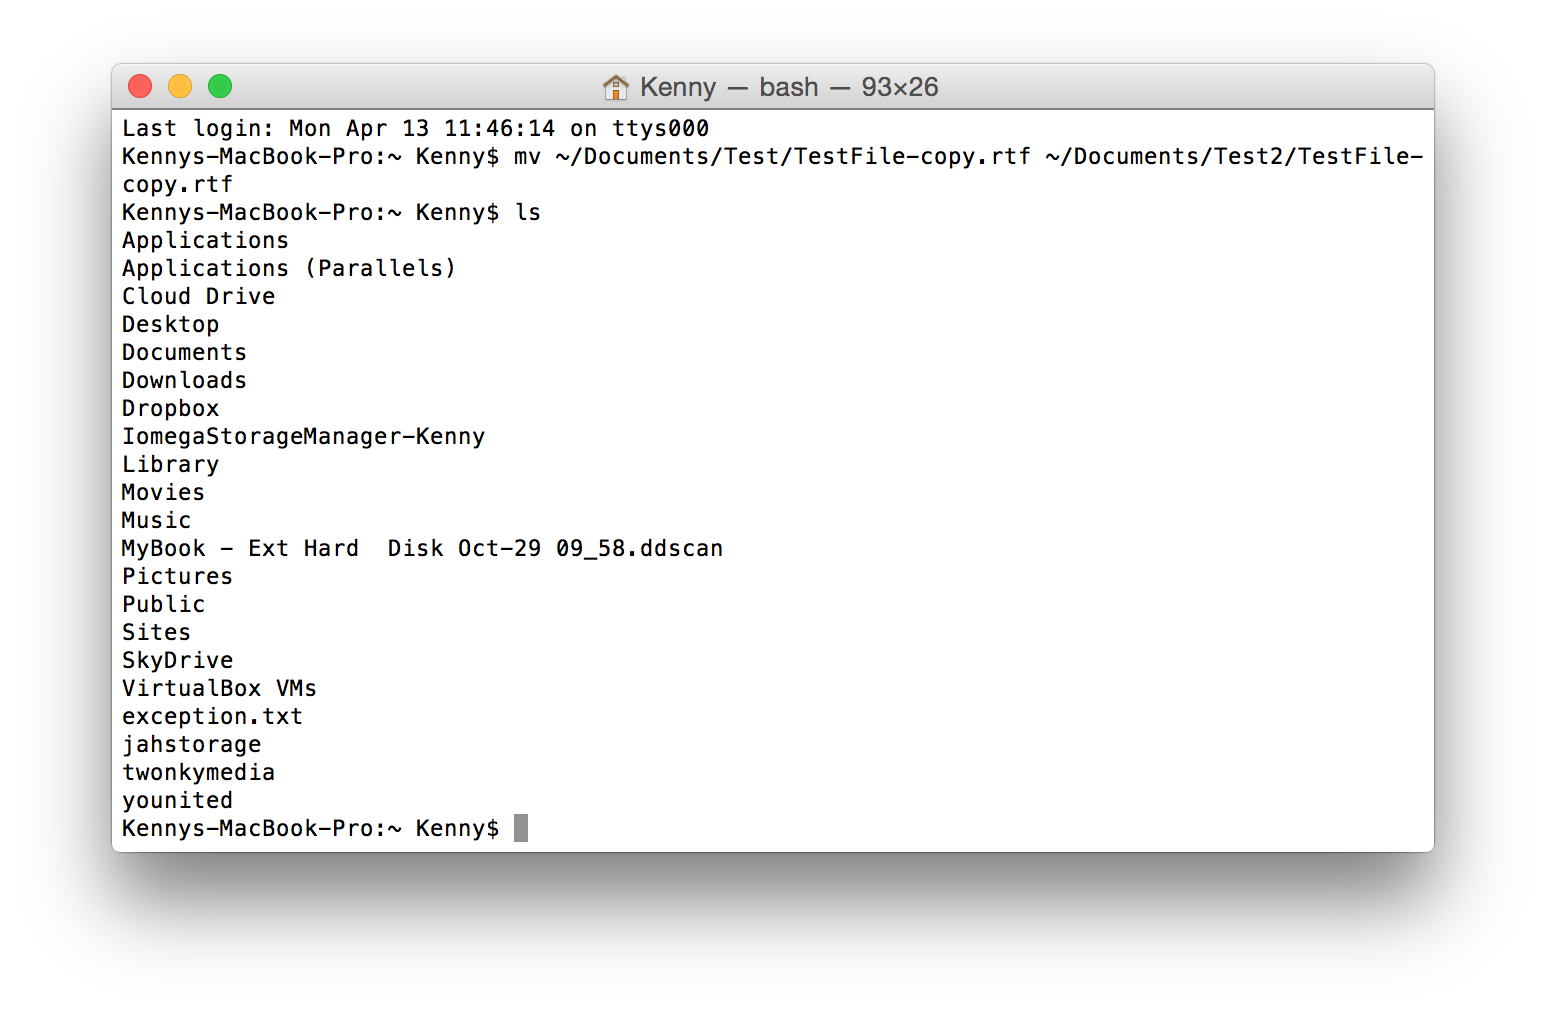 Kenny — bash — 93×26
Last login: Mon Apr 13 11:46:14 on ttys000
Kennys-MacBook-Pro:~ Kenny$ mv ~/Documents/Test/TestFile-copy.rtf ~/Documents/Test2/TestFile-
copy.rtf
Kennys-MacBook-Pro:~ Kenny$ ls
Applications
Applications (Parallels)
Cloud Drive
Desktop
Documents
Downloads
Dropbox
IomegaStorageManager-Kenny
Library
Movies
Music
MyBook - Ext Hard  Disk Oct-29 09_58.ddscan
Pictures
Public
Sites
SkyDrive
VirtualBox VMs
exception.txt
jahstorage
twonkymedia
younited
Kennys-MacBook-Pro:~ Kenny$